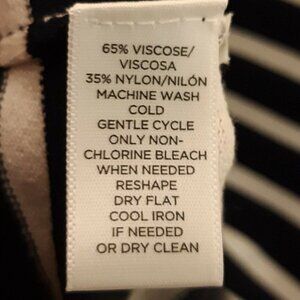 65% VISCOSE/
VISCOSA
35% NYLON/NILÓN
MACHINE WASH
COLD
GENTLE CYCLE
ONLY NON-
CHLORINE BLEACH
WHEN NEEDED
RESHAPE
DRY FLAT
COOL IRON
IF NEEDED
OR DRY CLEAN